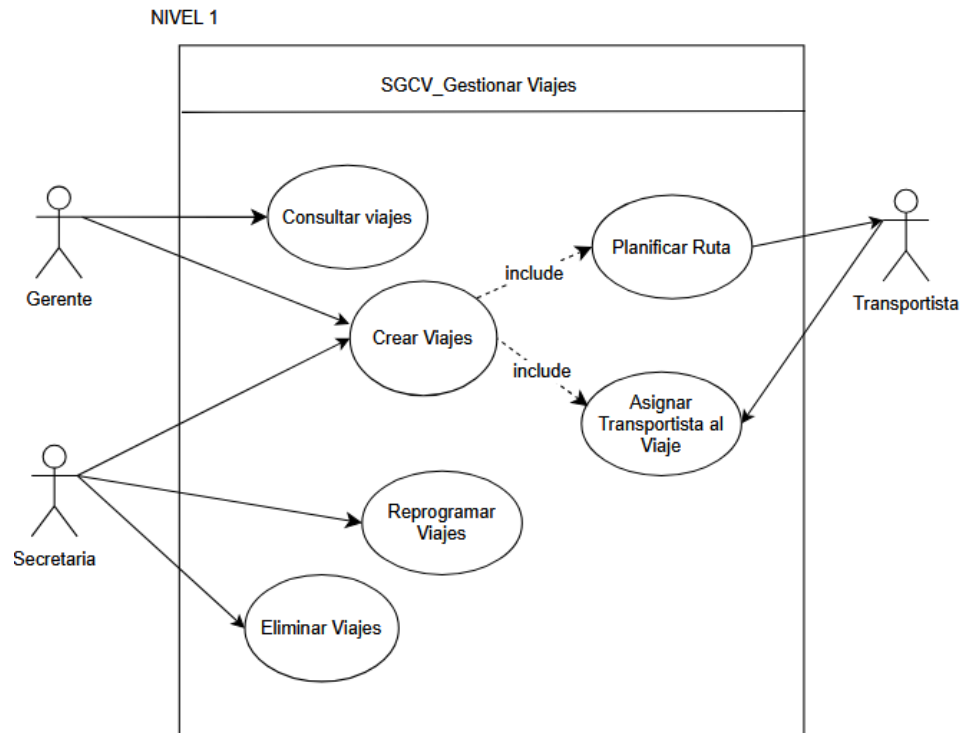 NIVEL 1
SGCV_Gestionar Viajes
Consultar viajes
Planificar Ruta
Gerente
Transportista
include
Crear Viajes
include
Asignar
Transportista al
Viaje
Reprogramar
Viajes
Secretaria
Eliminar Viajes